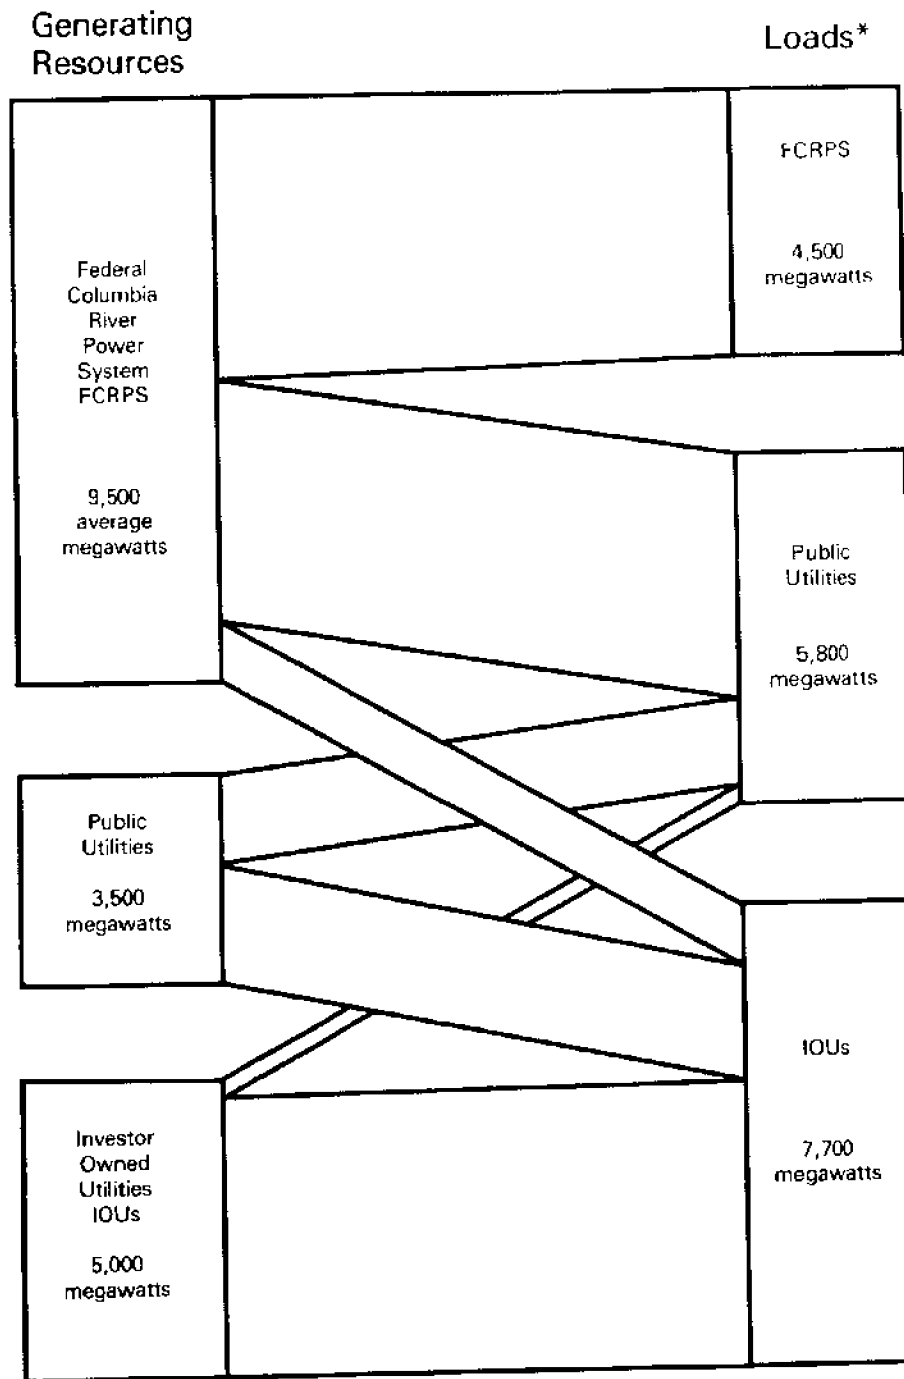 Generating
Resources
Loads*
Federal
Columbia
River
Power
System
FCRPS
9,500
average
megawatts
Public
Utilities
3,500
megawatts
Investor
Owned
Utilities
IOUs
5,000
megawatts
FCRPS
4,500
megawatts
Public
Utilities
5,800
megawatts
IOUs
7,700
megawatts